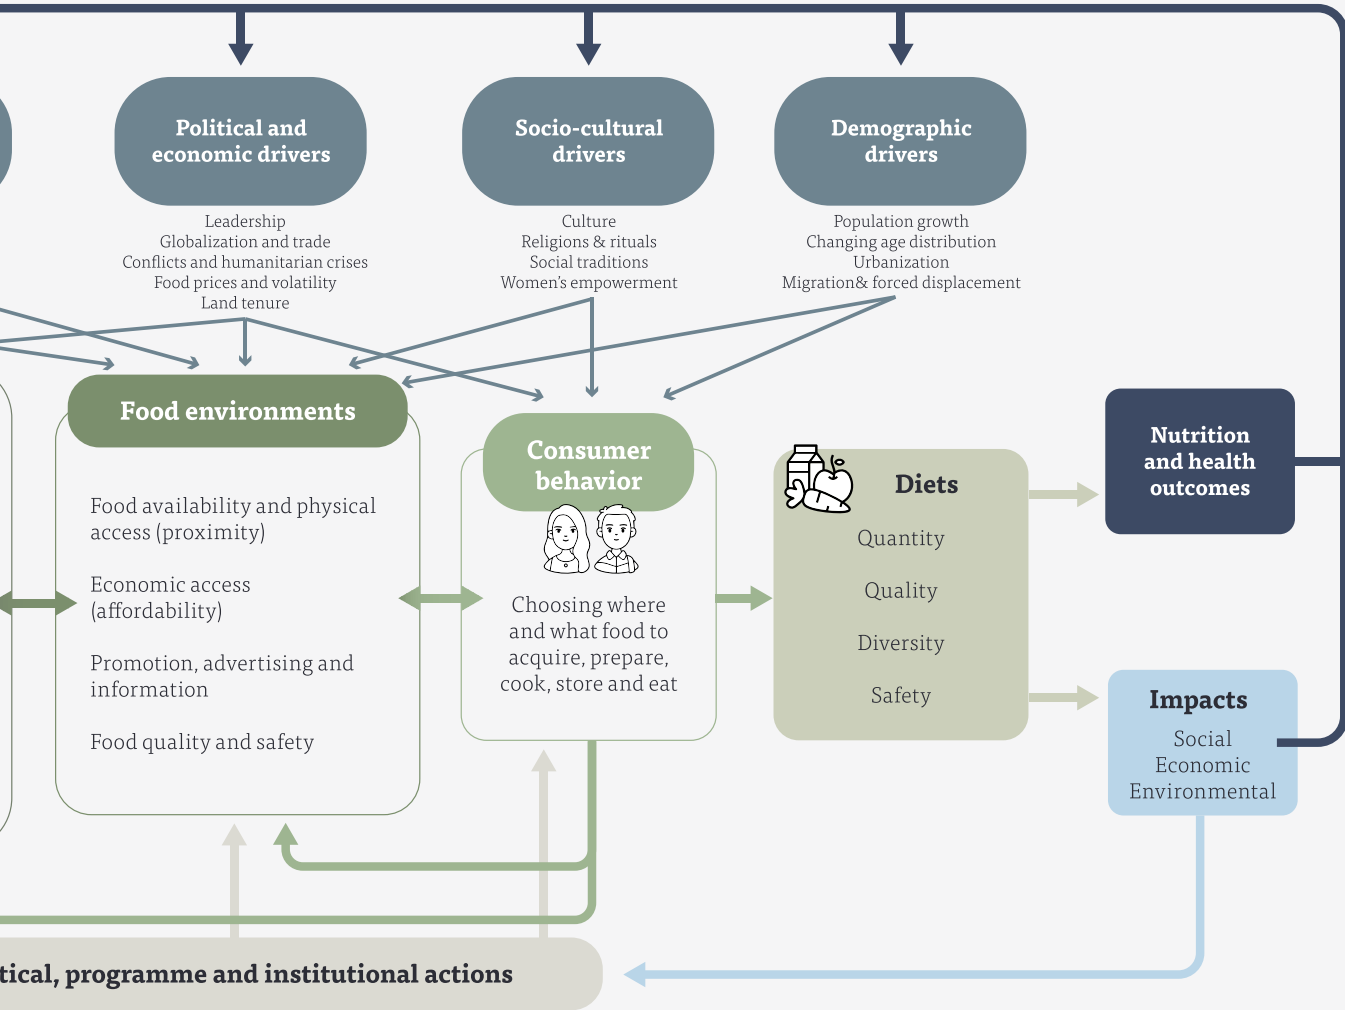 Political and
economic drivers
Leadership
Globalization and trade
Conflicts and humanitarian crises
Food prices and volatility
Land tenure
Socio-cultural
drivers
Culture
Religions & rituals
Social traditions
Women's empowerment
Demographic
drivers
Population growth
Changing age distribution
Urbanization
Migration& forced displacement
Food environments
Food availability and physical
access (proximity)
Economic access
(affordability)
Promotion, advertising and
information
Food quality and safety
Consumer
behavior
Choosing where
and what food to
acquire, prepare,
cook, store and eat
Diets
Quantity
Quality
Diversity
Safety
Nutrition
and health
outcomes
Impacts
Social
Economic
Environmental
tical, programme and institutional actions